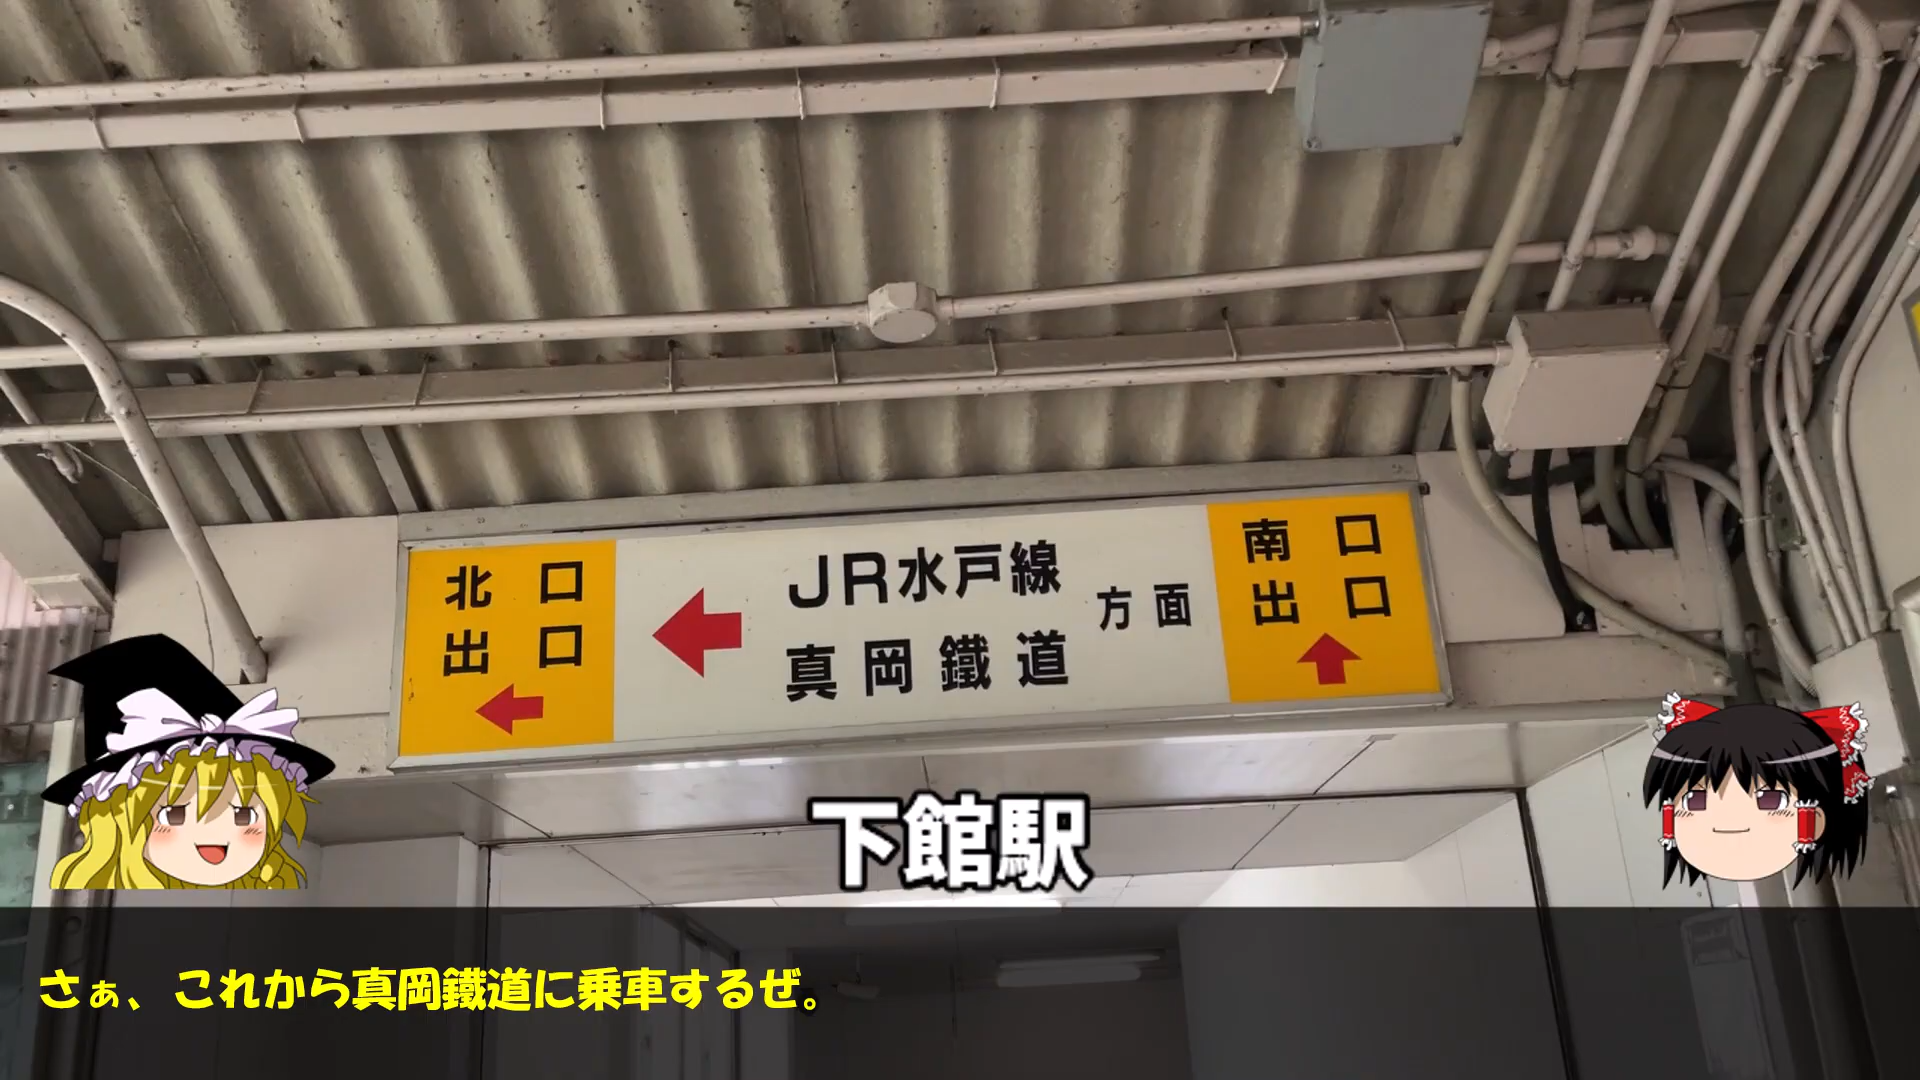 北口
出口
JR水戸線
真岡鐵道
方面
南口
出口
下館駅
さぁ、これから真岡鐵道に乗車するぜ。